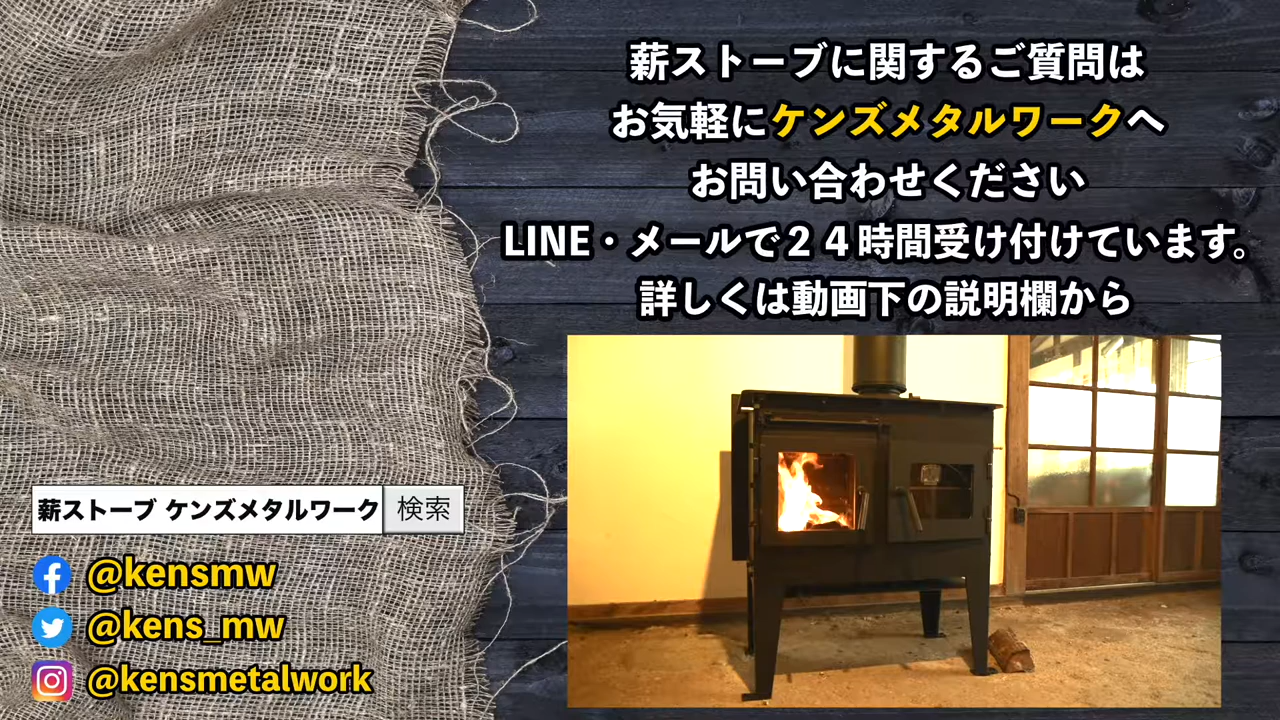 薪ストーブに関するご質問は
お気軽にケンズメタルワークへ
お問い合わせください
LINE・メールで２４時間受け付けています。
詳しくは動画下の説明欄から
薪ストーブ ケンズメタルワーク 検索
@kensmw
@kens_mw
@kensmetalwork